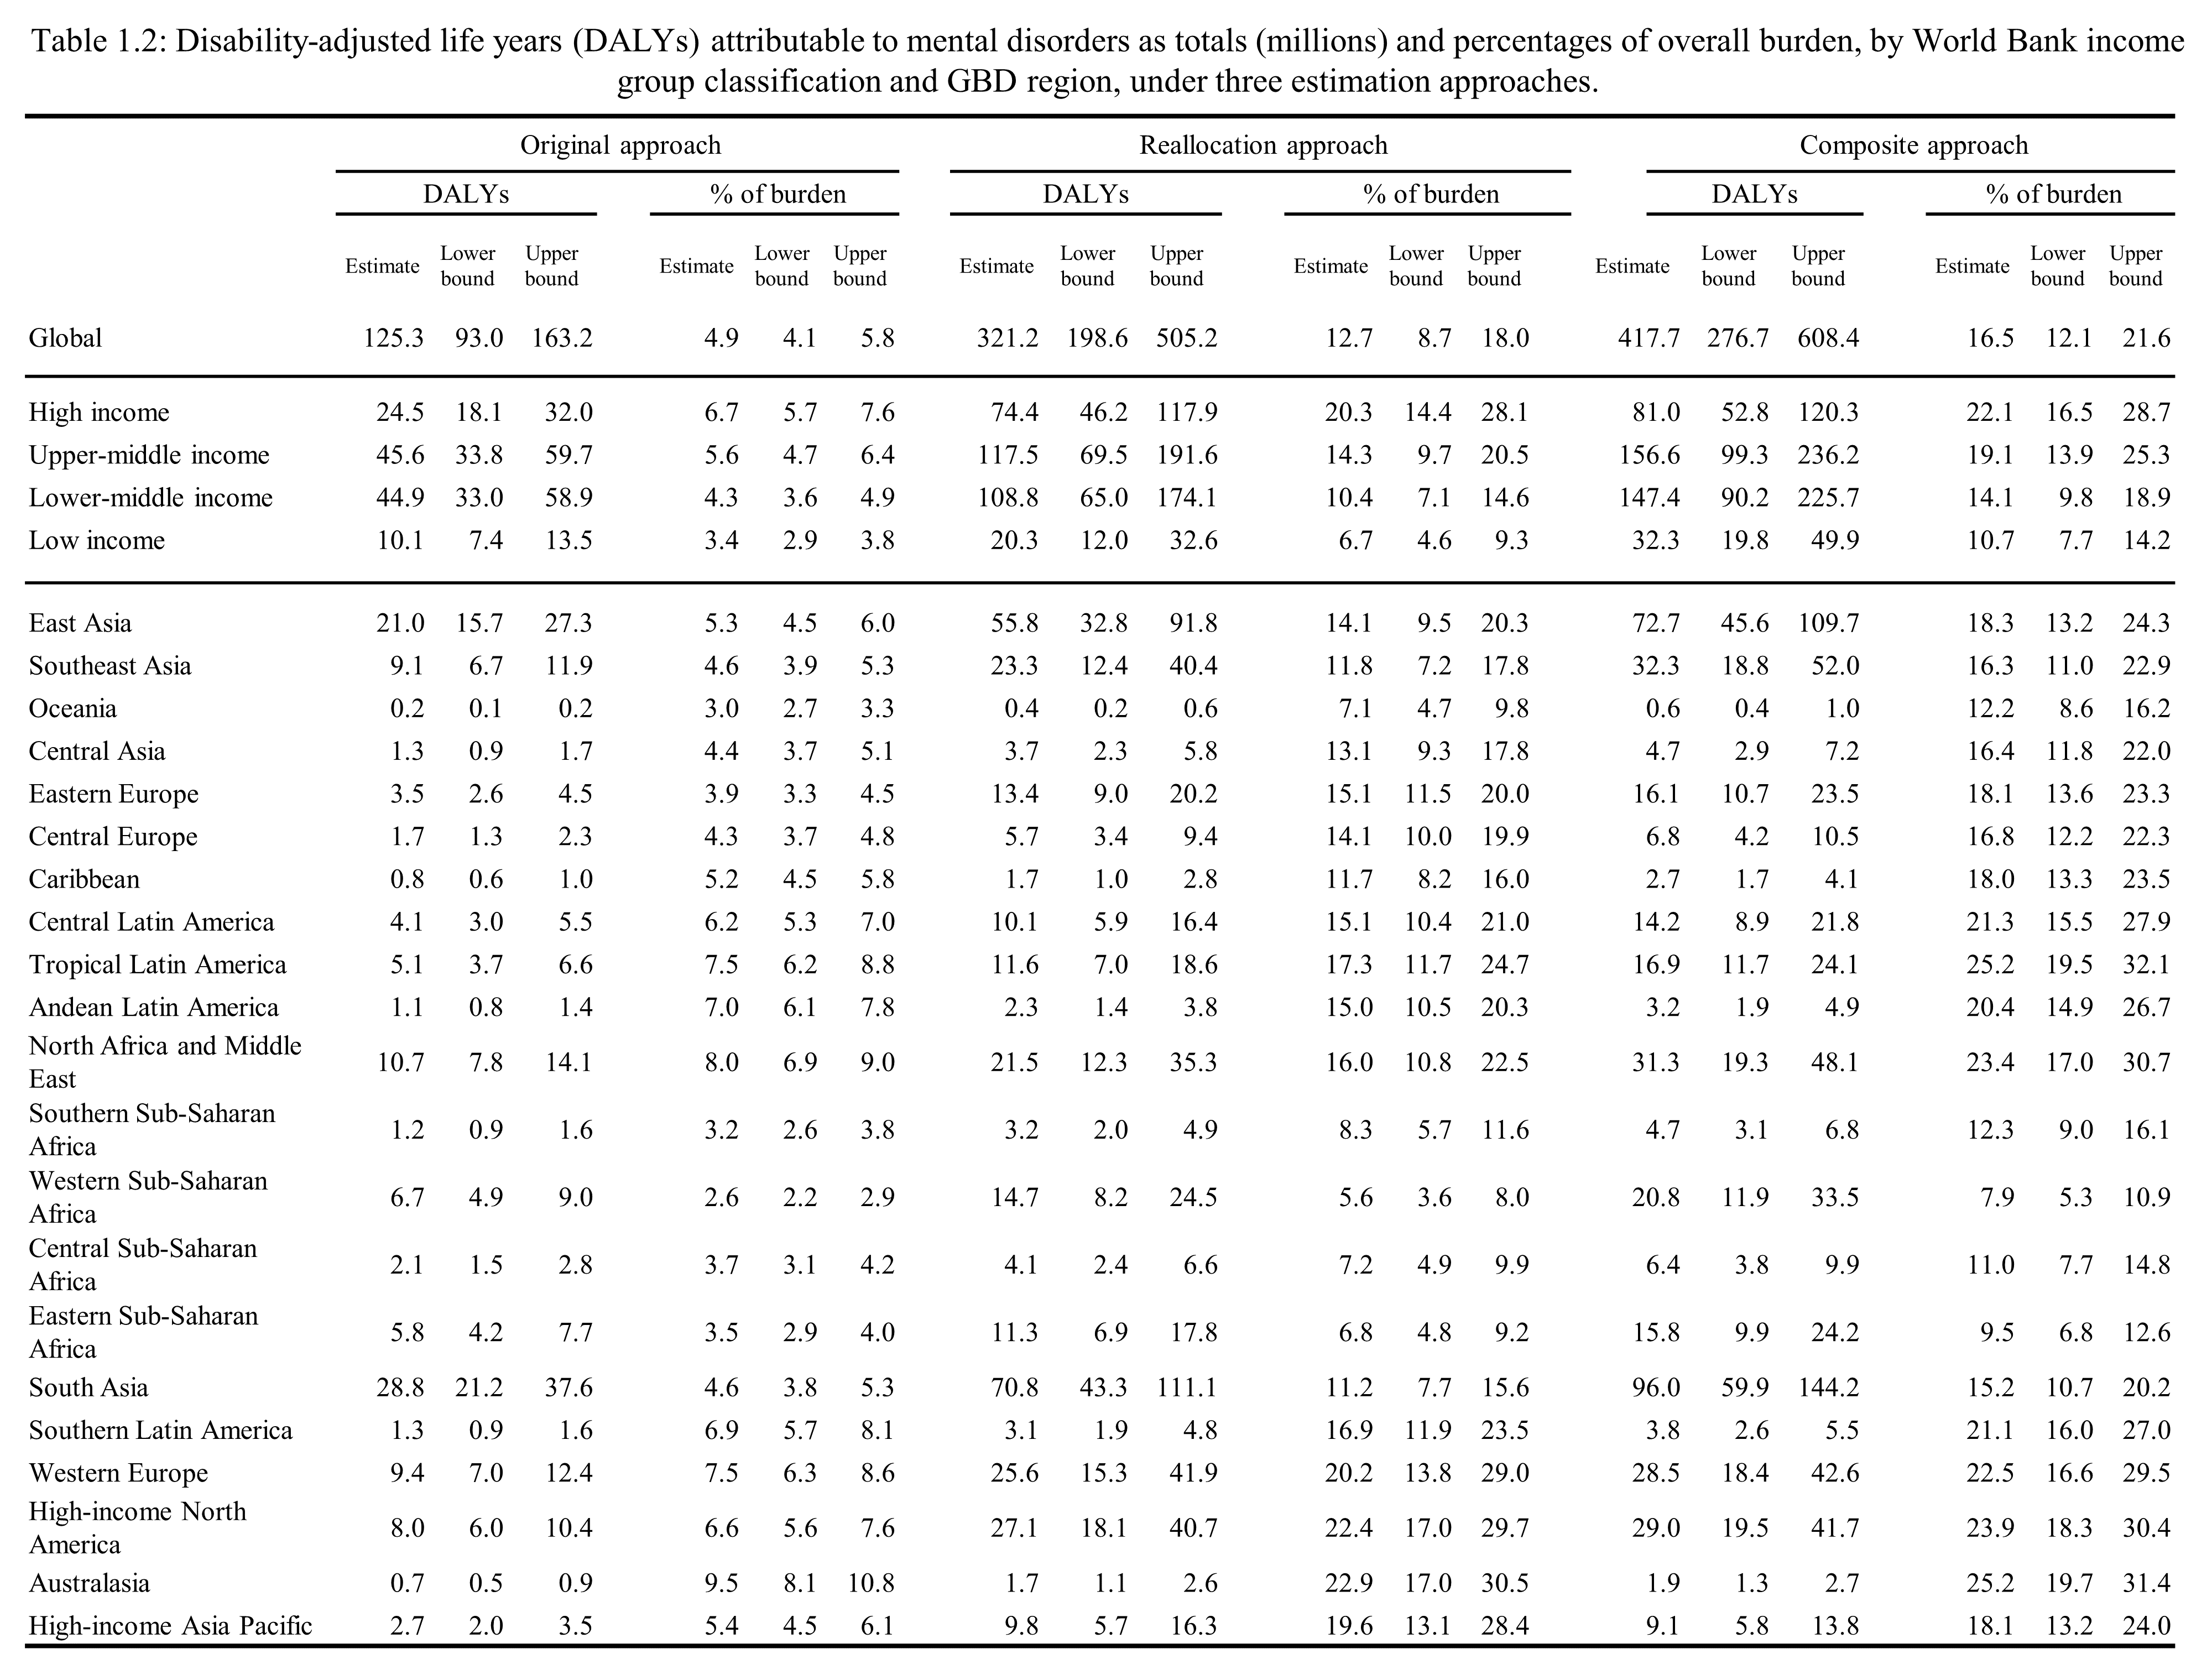 Table 1.2: Disability-adjusted life years (DALYs) attributable to mental disorders as totals (millions) and percentages of overall burden, by World Bank income
group classification and GBD region, under three estimation approaches.
Original approach Reallocation approach Composite approach
DALYs % of burden DALYs % of burden DALYs % of burden
Estimate Lower bound Upper bound Estimate Lower bound Upper bound Estimate Lower bound Upper bound Estimate Lower bound Upper bound Estimate Lower bound Upper bound Estimate Lower bound Upper bound
Global 125.3 93.0 163.2 4.9 4.1 5.8 321.2 198.6 505.2 12.7 8.7 18.0 417.7 276.7 608.4 16.5 12.1 21.6
High income 24.5 18.1 32.0 6.7 5.7 7.6 74.4 46.2 117.9 20.3 14.4 28.1 81.0 52.8 120.3 22.1 16.5 28.7
Upper-middle income 45.6 33.8 59.7 5.6 4.7 6.4 117.5 69.5 191.6 14.3 9.7 20.5 156.6 99.3 236.2 19.1 13.9 25.3
Lower-middle income 44.9 33.0 58.9 4.3 3.6 4.9 108.8 65.0 174.1 10.4 7.1 14.6 147.4 90.2 225.7 14.1 9.8 18.9
Low income 10.1 7.4 13.5 3.4 2.9 3.8 20.3 12.0 32.6 6.7 4.6 9.3 32.3 19.8 49.9 10.7 7.7 14.2
East Asia 21.0 15.7 27.3 5.3 4.5 6.0 55.8 32.8 91.8 14.1 9.5 20.3 72.7 45.6 109.7 18.3 13.2 24.3
Southeast Asia 9.1 6.7 11.9 4.6 3.9 5.3 23.3 12.4 40.4 11.8 7.2 17.8 32.3 18.8 52.0 16.3 11.0 22.9
Oceania 0.2 0.1 0.2 3.0 2.7 3.3 0.4 0.2 0.6 7.1 4.7 9.8 0.6 0.4 1.0 12.2 8.6 16.2
Central Asia 1.3 0.9 1.7 4.4 3.7 5.1 3.7 2.3 5.8 13.1 9.3 17.8 4.7 2.9 7.2 16.4 11.8 22.0
Eastern Europe 3.5 2.6 4.5 3.9 3.3 4.5 13.4 9.0 20.2 15.1 11.5 20.0 16.1 10.7 23.5 18.1 13.6 23.3
Central Europe 1.7 1.3 2.3 4.3 3.7 4.8 5.7 3.4 9.4 14.1 10.0 19.9 6.8 4.2 10.5 16.8 12.2 22.3
Caribbean 0.8 0.6 1.0 5.2 4.5 5.8 1.7 1.0 2.8 11.7 8.2 16.0 2.7 1.7 4.1 18.0 13.3 23.5
Central Latin America 4.1 3.0 5.5 6.2 5.3 7.0 10.1 5.9 16.4 15.1 10.4 21.0 14.2 8.9 21.8 21.3 15.5 27.9
Tropical Latin America 5.1 3.7 6.6 7.5 6.2 8.8 11.6 7.0 18.6 17.3 11.7 24.7 16.9 11.7 24.1 25.2 19.5 32.1
Andean Latin America 1.1 0.8 1.4 7.0 6.1 7.8 2.3 1.4 3.8 15.0 10.5 20.3 3.2 1.9 4.9 20.4 14.9 26.7
North Africa and Middle
East 10.7 7.8 14.1 8.0 6.9 9.0 21.5 12.3 35.3 16.0 10.8 22.5 31.3 19.3 48.1 23.4 17.0 30.7
Southern Sub-Saharan
Africa 1.2 0.9 1.6 3.2 2.6 3.8 3.2 2.0 4.9 8.3 5.7 11.6 4.7 3.1 6.8 12.3 9.0 16.1
Western Sub-Saharan
Africa 6.7 4.9 9.0 2.6 2.2 2.9 14.7 8.2 24.5 5.6 3.6 8.0 20.8 11.9 33.5 7.9 5.3 10.9
Central Sub-Saharan
Africa 2.1 1.5 2.8 3.7 3.1 4.2 4.1 2.4 6.6 7.2 4.9 9.9 6.4 3.8 9.9 11.0 7.7 14.8
Eastern Sub-Saharan
Africa 5.8 4.2 7.7 3.5 2.9 4.0 11.3 6.9 17.8 6.8 4.8 9.2 15.8 9.9 24.2 9.5 6.8 12.6
South Asia 28.8 21.2 37.6 4.6 3.8 5.3 70.8 43.3 111.1 11.2 7.7 15.6 96.0 59.9 144.2 15.2 10.7 20.2
Southern Latin America 1.3 0.9 1.6 6.9 5.7 8.1 3.1 1.9 4.8 16.9 11.9 23.5 3.8 2.6 5.5 21.1 16.0 27.0
Western Europe 9.4 7.0 12.4 7.5 6.3 8.6 25.6 15.3 41.9 20.2 13.8 29.0 28.5 18.4 42.6 22.5 16.6 29.5
High-income North
America 8.0 6.0 10.4 6.6 5.6 7.6 27.1 18.1 40.7 22.4 17.0 29.7 29.0 19.5 41.7 23.9 18.3 30.4
Australasia 0.7 0.5 0.9 9.5 8.1 10.8 1.7 1.1 2.6 22.9 17.0 30.5 1.9 1.3 2.7 25.2 19.7 31.4
High-income Asia Pacific 2.7 2.0 3.5 5.4 4.5 6.1 9.8 5.7 16.3 19.6 13.1 28.4 9.1 5.8 13.8 18.1 13.2 24.0